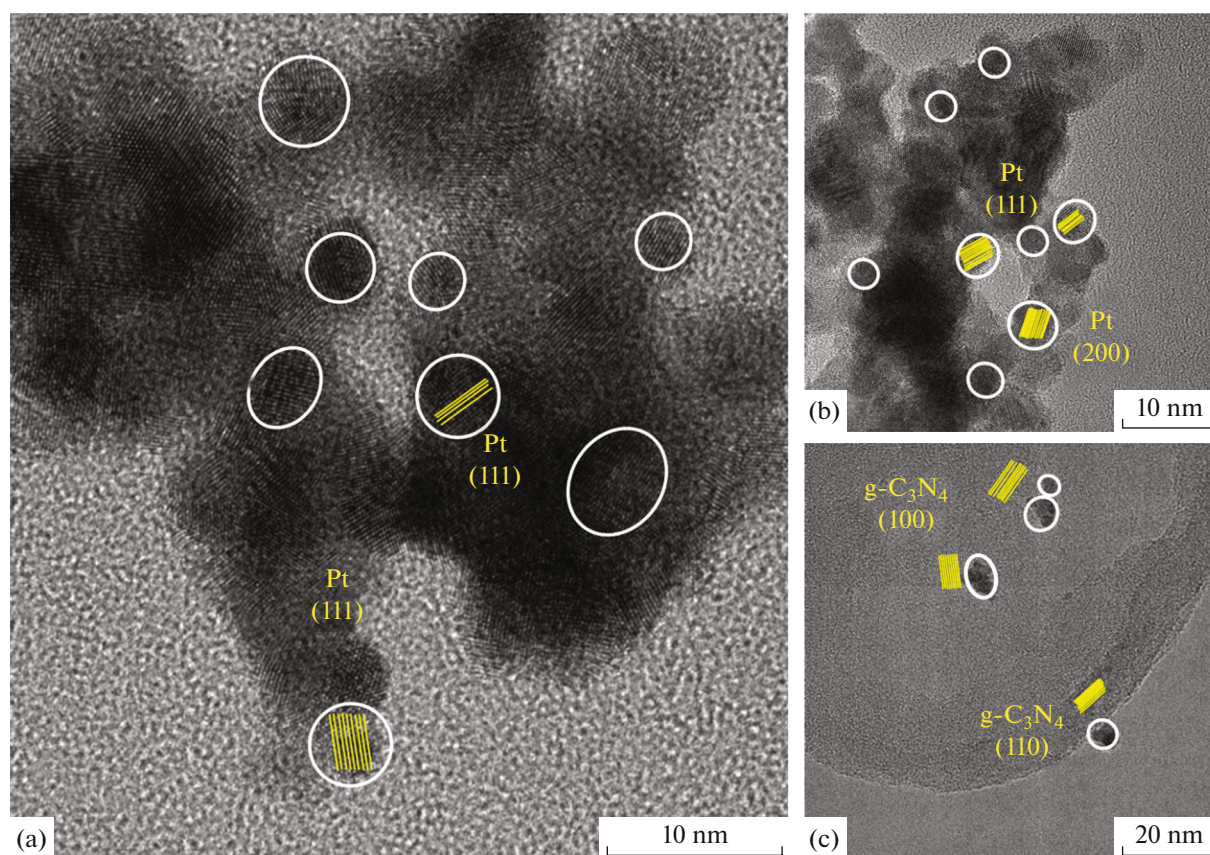 Pt
(111)
Pt
(111)
(a)
10 nm
Pt
(111)
Pt
(200)
(b)
10 nm
g-C₃N₄
(100)
g-C₃N₄
(110)
(c)
20 nm